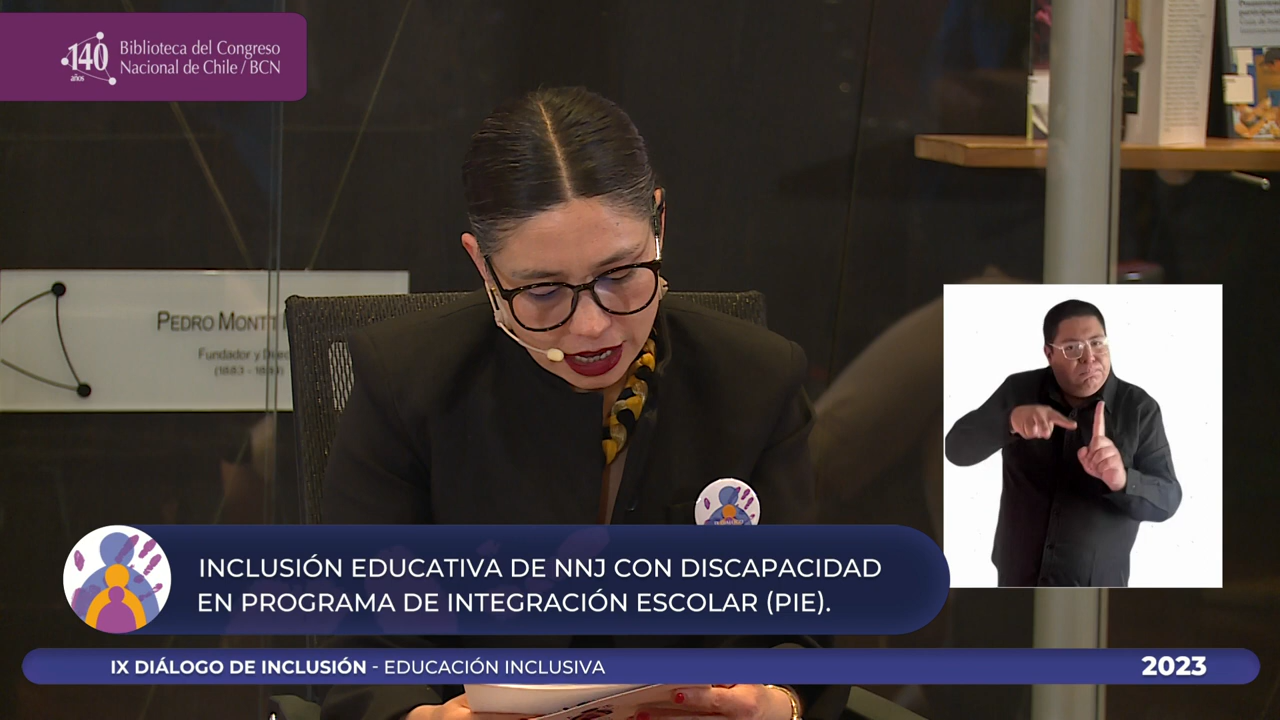 140
años
Biblioteca del Congreso
Nacional de Chile / BCN
PEDRO MONTT
Fundador y
INCLUSIÓN EDUCATIVA DE NNJ CON DISCAPACIDAD
EN PROGRAMA DE INTEGRACIÓN ESCOLAR (PIE).
IX DIÁLOGO DE INCLUSIÓN - EDUCACIÓN INCLUSIVA
2023